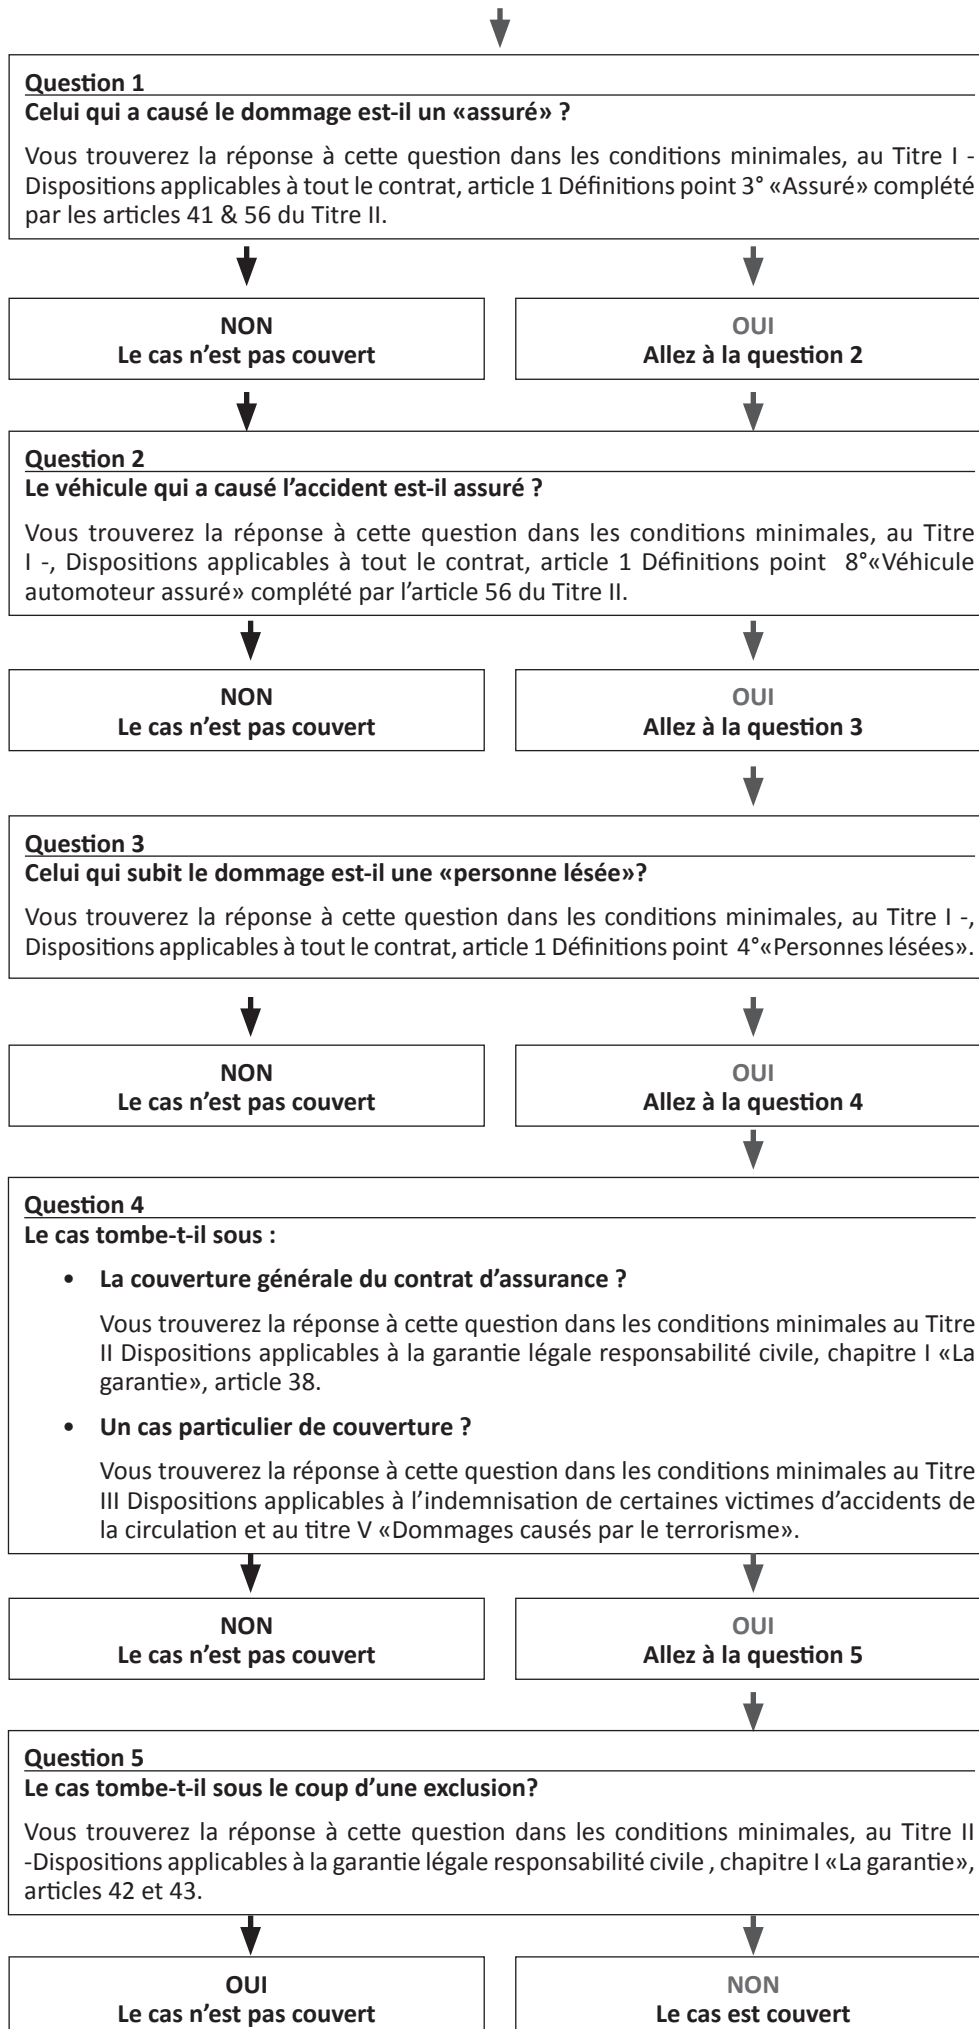 Question 1
Celui qui a causé le dommage est-il un «assuré» ?
Vous trouverez la réponse à cette question dans les conditions minimales, au Titre I -
Dispositions applicables à tout le contrat, article 1 Définitions point 3° «Assuré» complété
par les articles 41 & 56 du Titre II.
NON
Le cas n’est pas couvert
OUI
Allez à la question 2
Question 2
Le véhicule qui a causé l’accident est-il assuré ?
Vous trouverez la réponse à cette question dans les conditions minimales, au Titre
I -, Dispositions applicables à tout le contrat, article 1 Définitions point 8°«Véhicule
automoteur assuré» complété par l’article 56 du Titre II.
NON
Le cas n’est pas couvert
OUI
Allez à la question 3
Question 3
Celui qui subit le dommage est-il une «personne lésée»?
Vous trouverez la réponse à cette question dans les conditions minimales, au Titre I -,
Dispositions applicables à tout le contrat, article 1 Définitions point 4°«Personnes lésées».
NON
Le cas n’est pas couvert
OUI
Allez à la question 4
Question 4
Le cas tombe-t-il sous :
• La couverture générale du contrat d’assurance ?
Vous trouverez la réponse à cette question dans les conditions minimales au Titre
II Dispositions applicables à la garantie légale responsabilité civile, chapitre I «La
garantie», article 38.
• Un cas particulier de couverture ?
Vous trouverez la réponse à cette question dans les conditions minimales au Titre
III Dispositions applicables à l’indemnisation de certaines victimes d’accidents de
la circulation et au titre V «Dommages causés par le terrorisme».
NON
Le cas n’est pas couvert
OUI
Allez à la question 5
Question 5
Le cas tombe-t-il sous le coup d’une exclusion?
Vous trouverez la réponse à cette question dans les conditions minimales, au Titre II
-Dispositions applicables à la garantie légale responsabilité civile , chapitre I «La garantie»,
articles 42 et 43.
OUI
Le cas n’est pas couvert
NON
Le cas est couvert